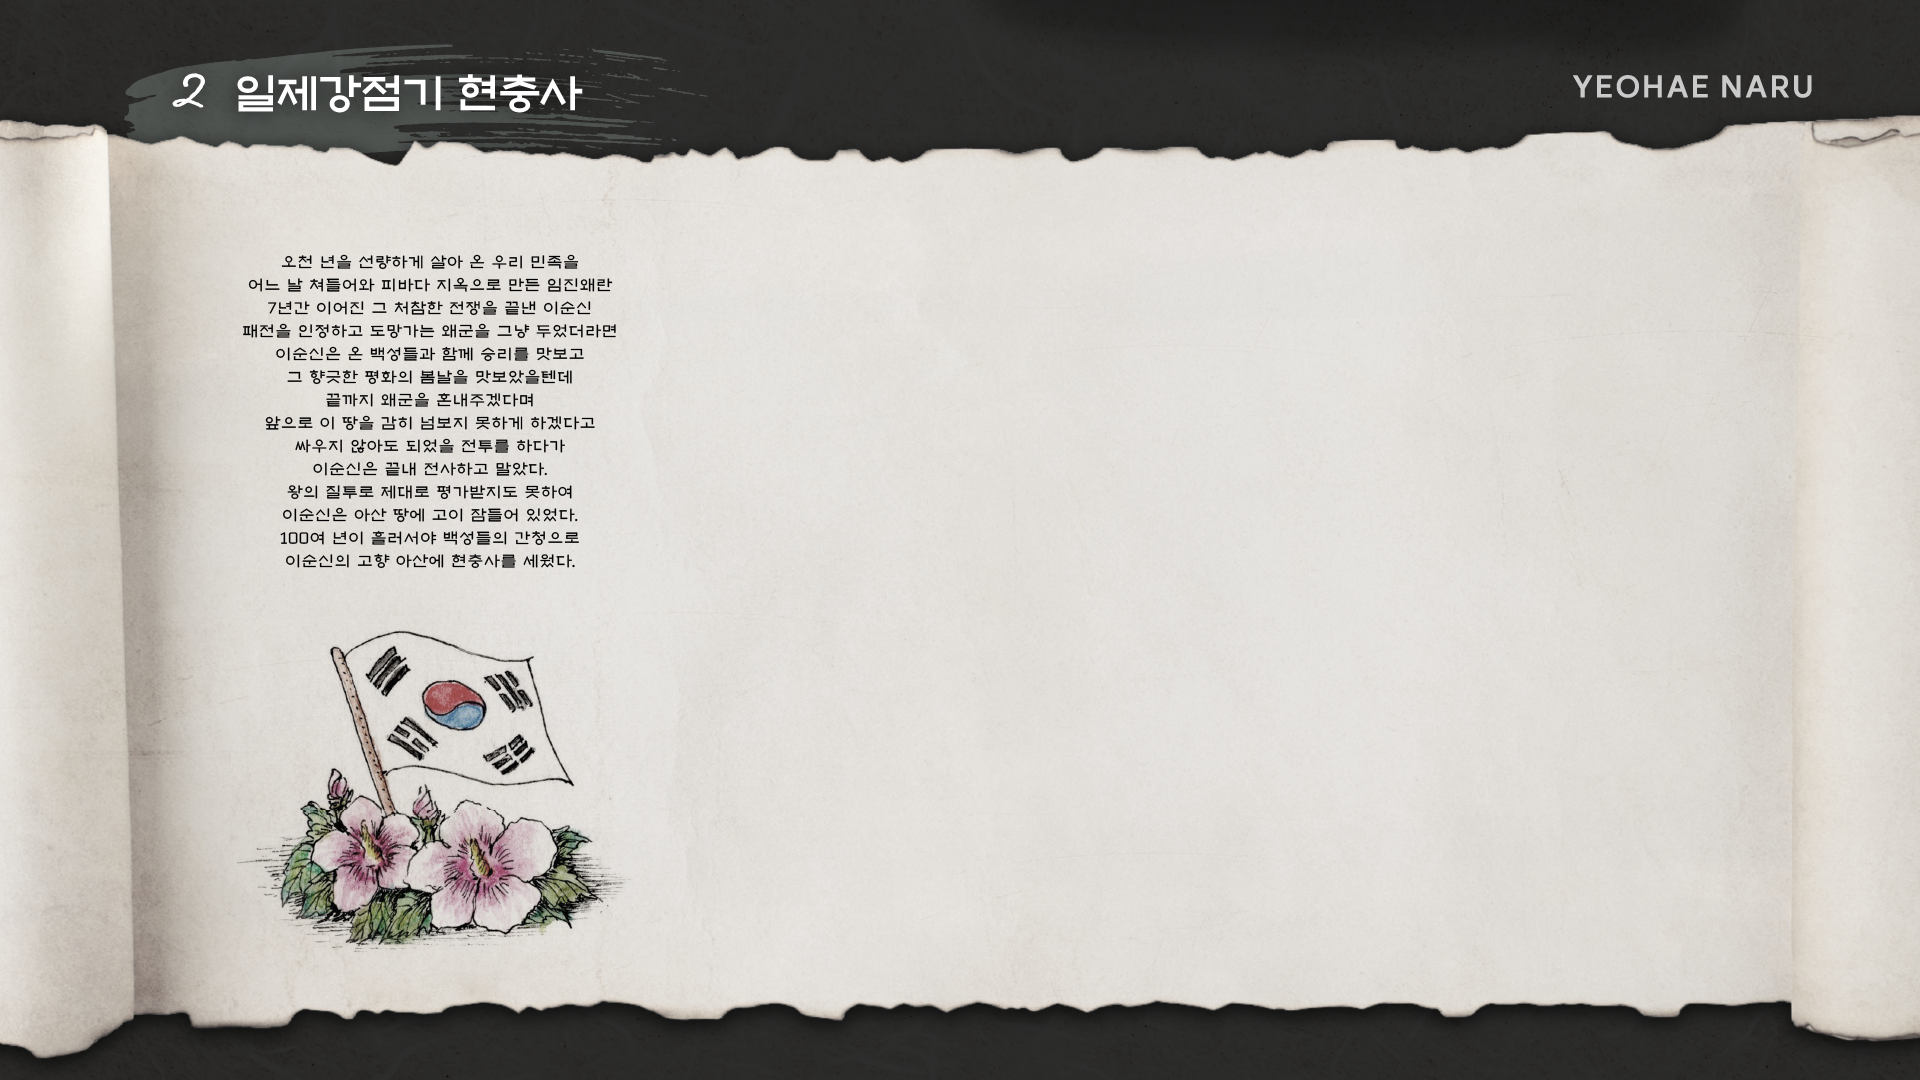 2 일제강점기 현충사
YEOHAE NARU
오천 년을 선량하게 살아 온 우리 민족을
어느 날 쳐들어와 피바다 지옥으로 만든 임진왜란
7년간 이어진 그 처참한 전쟁을 끝낸 이순신
패전을 인정하고 도망가는 왜군을 그냥 두었더라면
이순신은 온 백성들과 함께 승리를 맛보고
그 향긋한 평화의 봄날을 맛보았을텐데
끝까지 왜군을 혼내주겠다며
앞으로 이 땅을 감히 넘보지 못하게 하겠다고
싸우지 않아도 되었을 전투를 하다가
이순신은 끝내 전사하고 말았다.
왕의 질투로 제대로 평가받지도 못하여
이순신은 아산 땅에 고이 잠들어 있었다.
100여 년이 흘러서야 백성들의 간청으로
이순신의 고향 아산에 현충사를 세웠다.